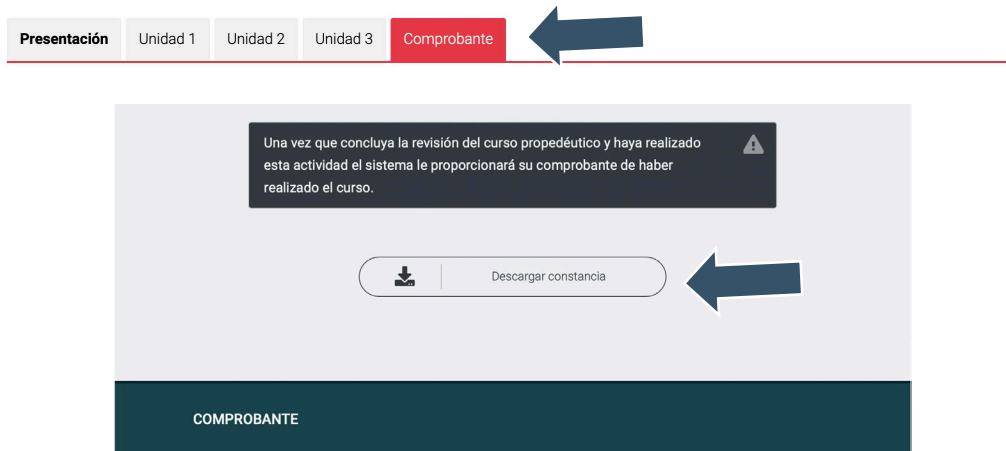 Presentación Unidad 1 Unidad 2 Unidad 3 Comprobante
Una vez que concluya la revisión del curso propedéutico y haya realizado
esta actividad el sistema le proporcionará su comprobante de haber
realizado el curso.
Descargar constancia
COMPROBANTE